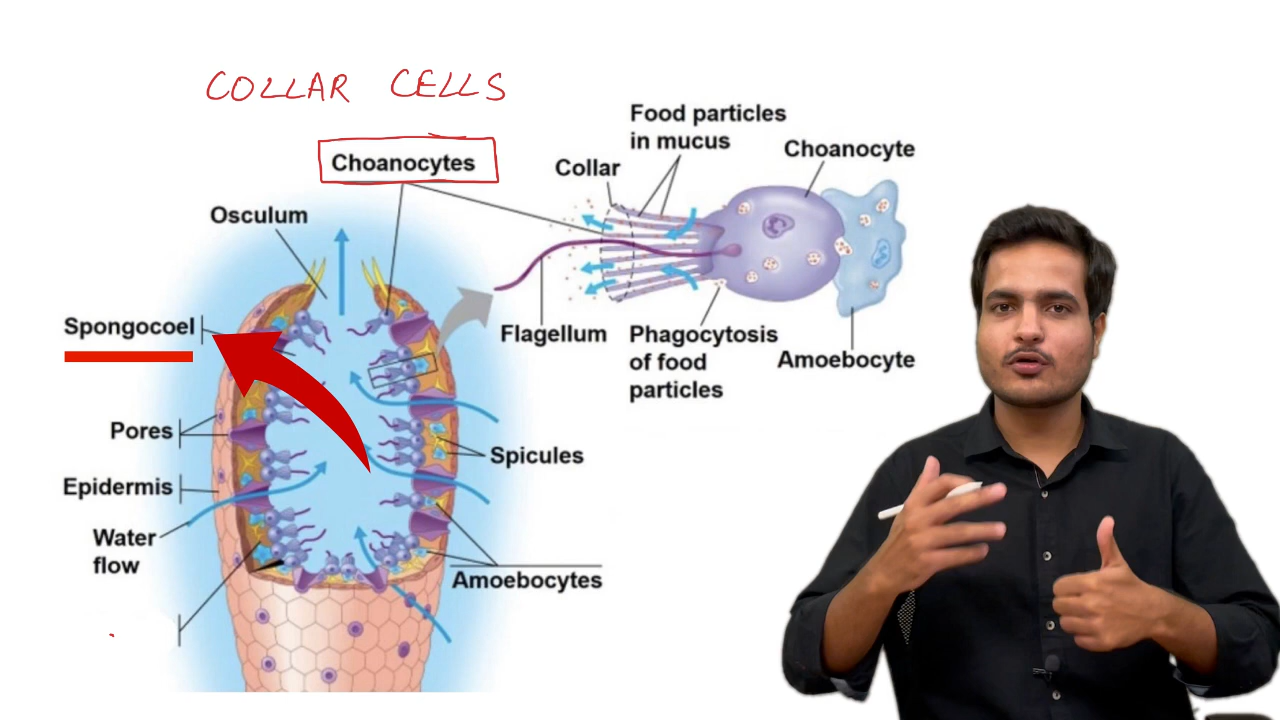 COLLAR CELLS
Food particles
in mucus
Choanocytes
Collar
Choanocyte
Osculum
Spongocoel
Flagellum
Phagocytosis
of food
particles
Amoebocyte
Pores
Spicules
Epidermis
Water
flow
Amoebocytes